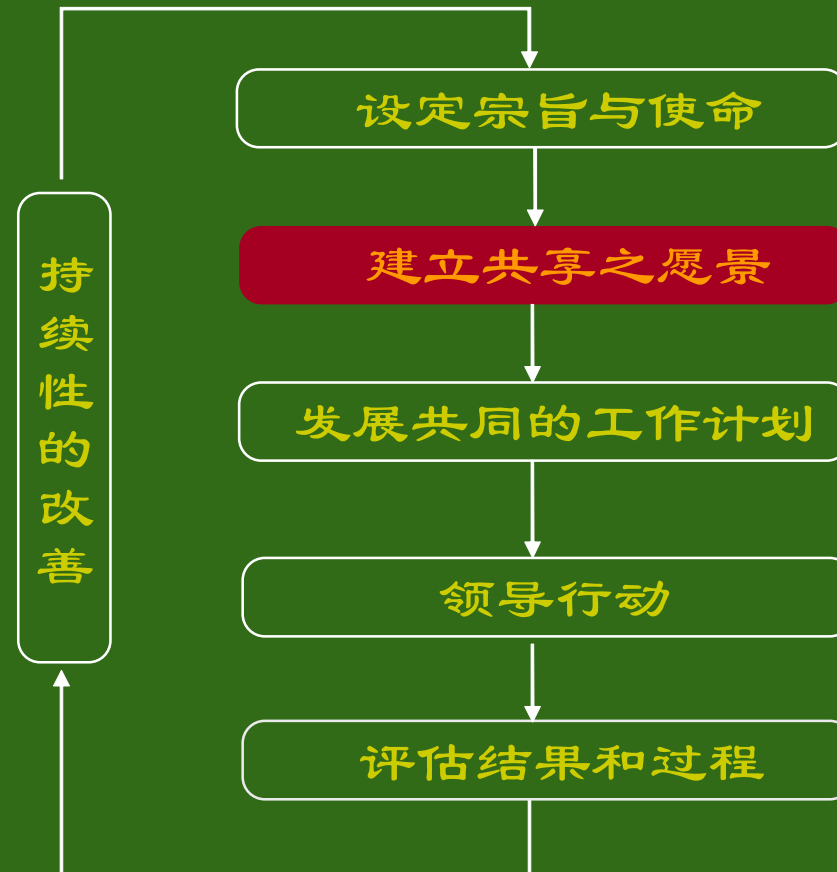 设定宗旨与使命
建立共享之愿景
发展共同的工作计划
领导行动
评估结果和过程
持续性的改善